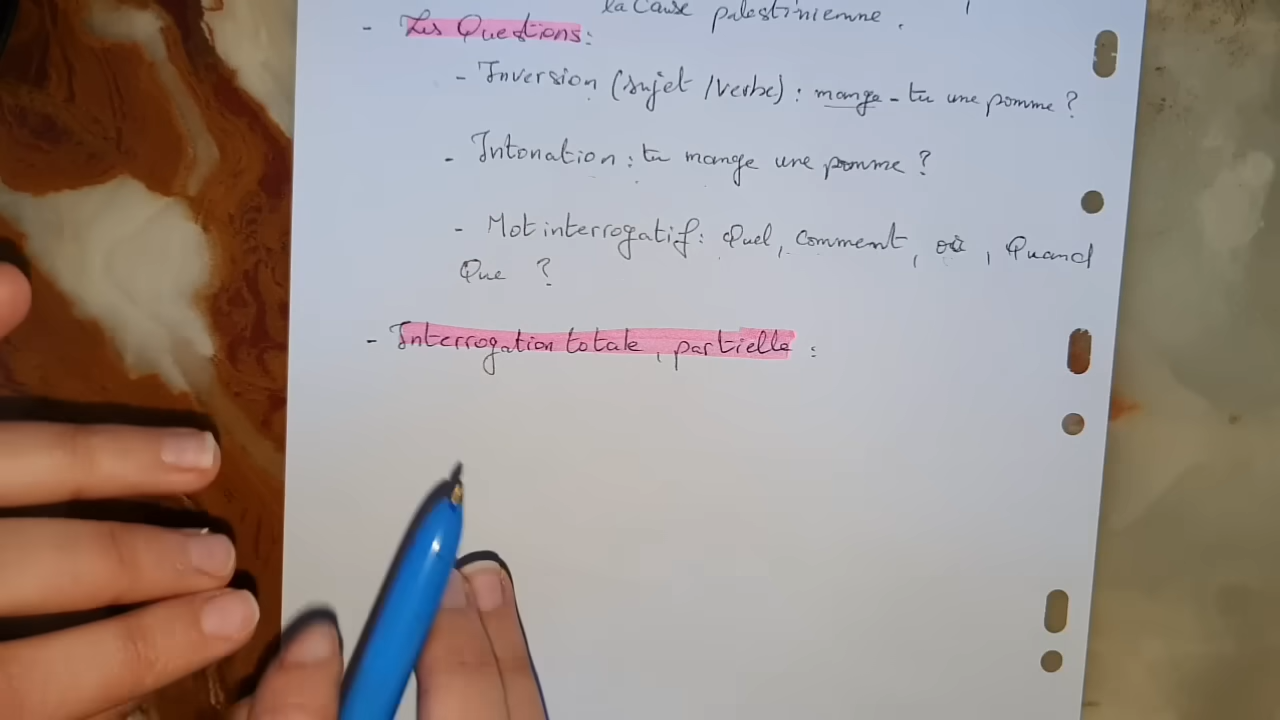 la Cause palestinienne.
- Les Questions:
- Inversion (sujet /verbe) : mange - tu une pomme ?
- Intonation : tu mange une pomme ?
- Mot interrogatif : Quel, comment, où, Quand
Que ?
- Interrogation totale, partielle :